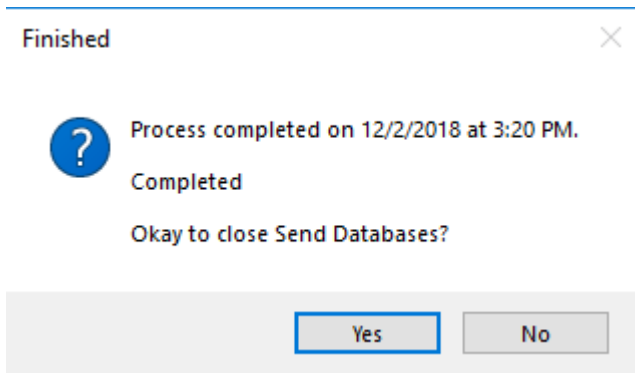 Finished
Process completed on 12/2/2018 at 3:20 PM.
Completed
Okay to close Send Databases?
Yes No